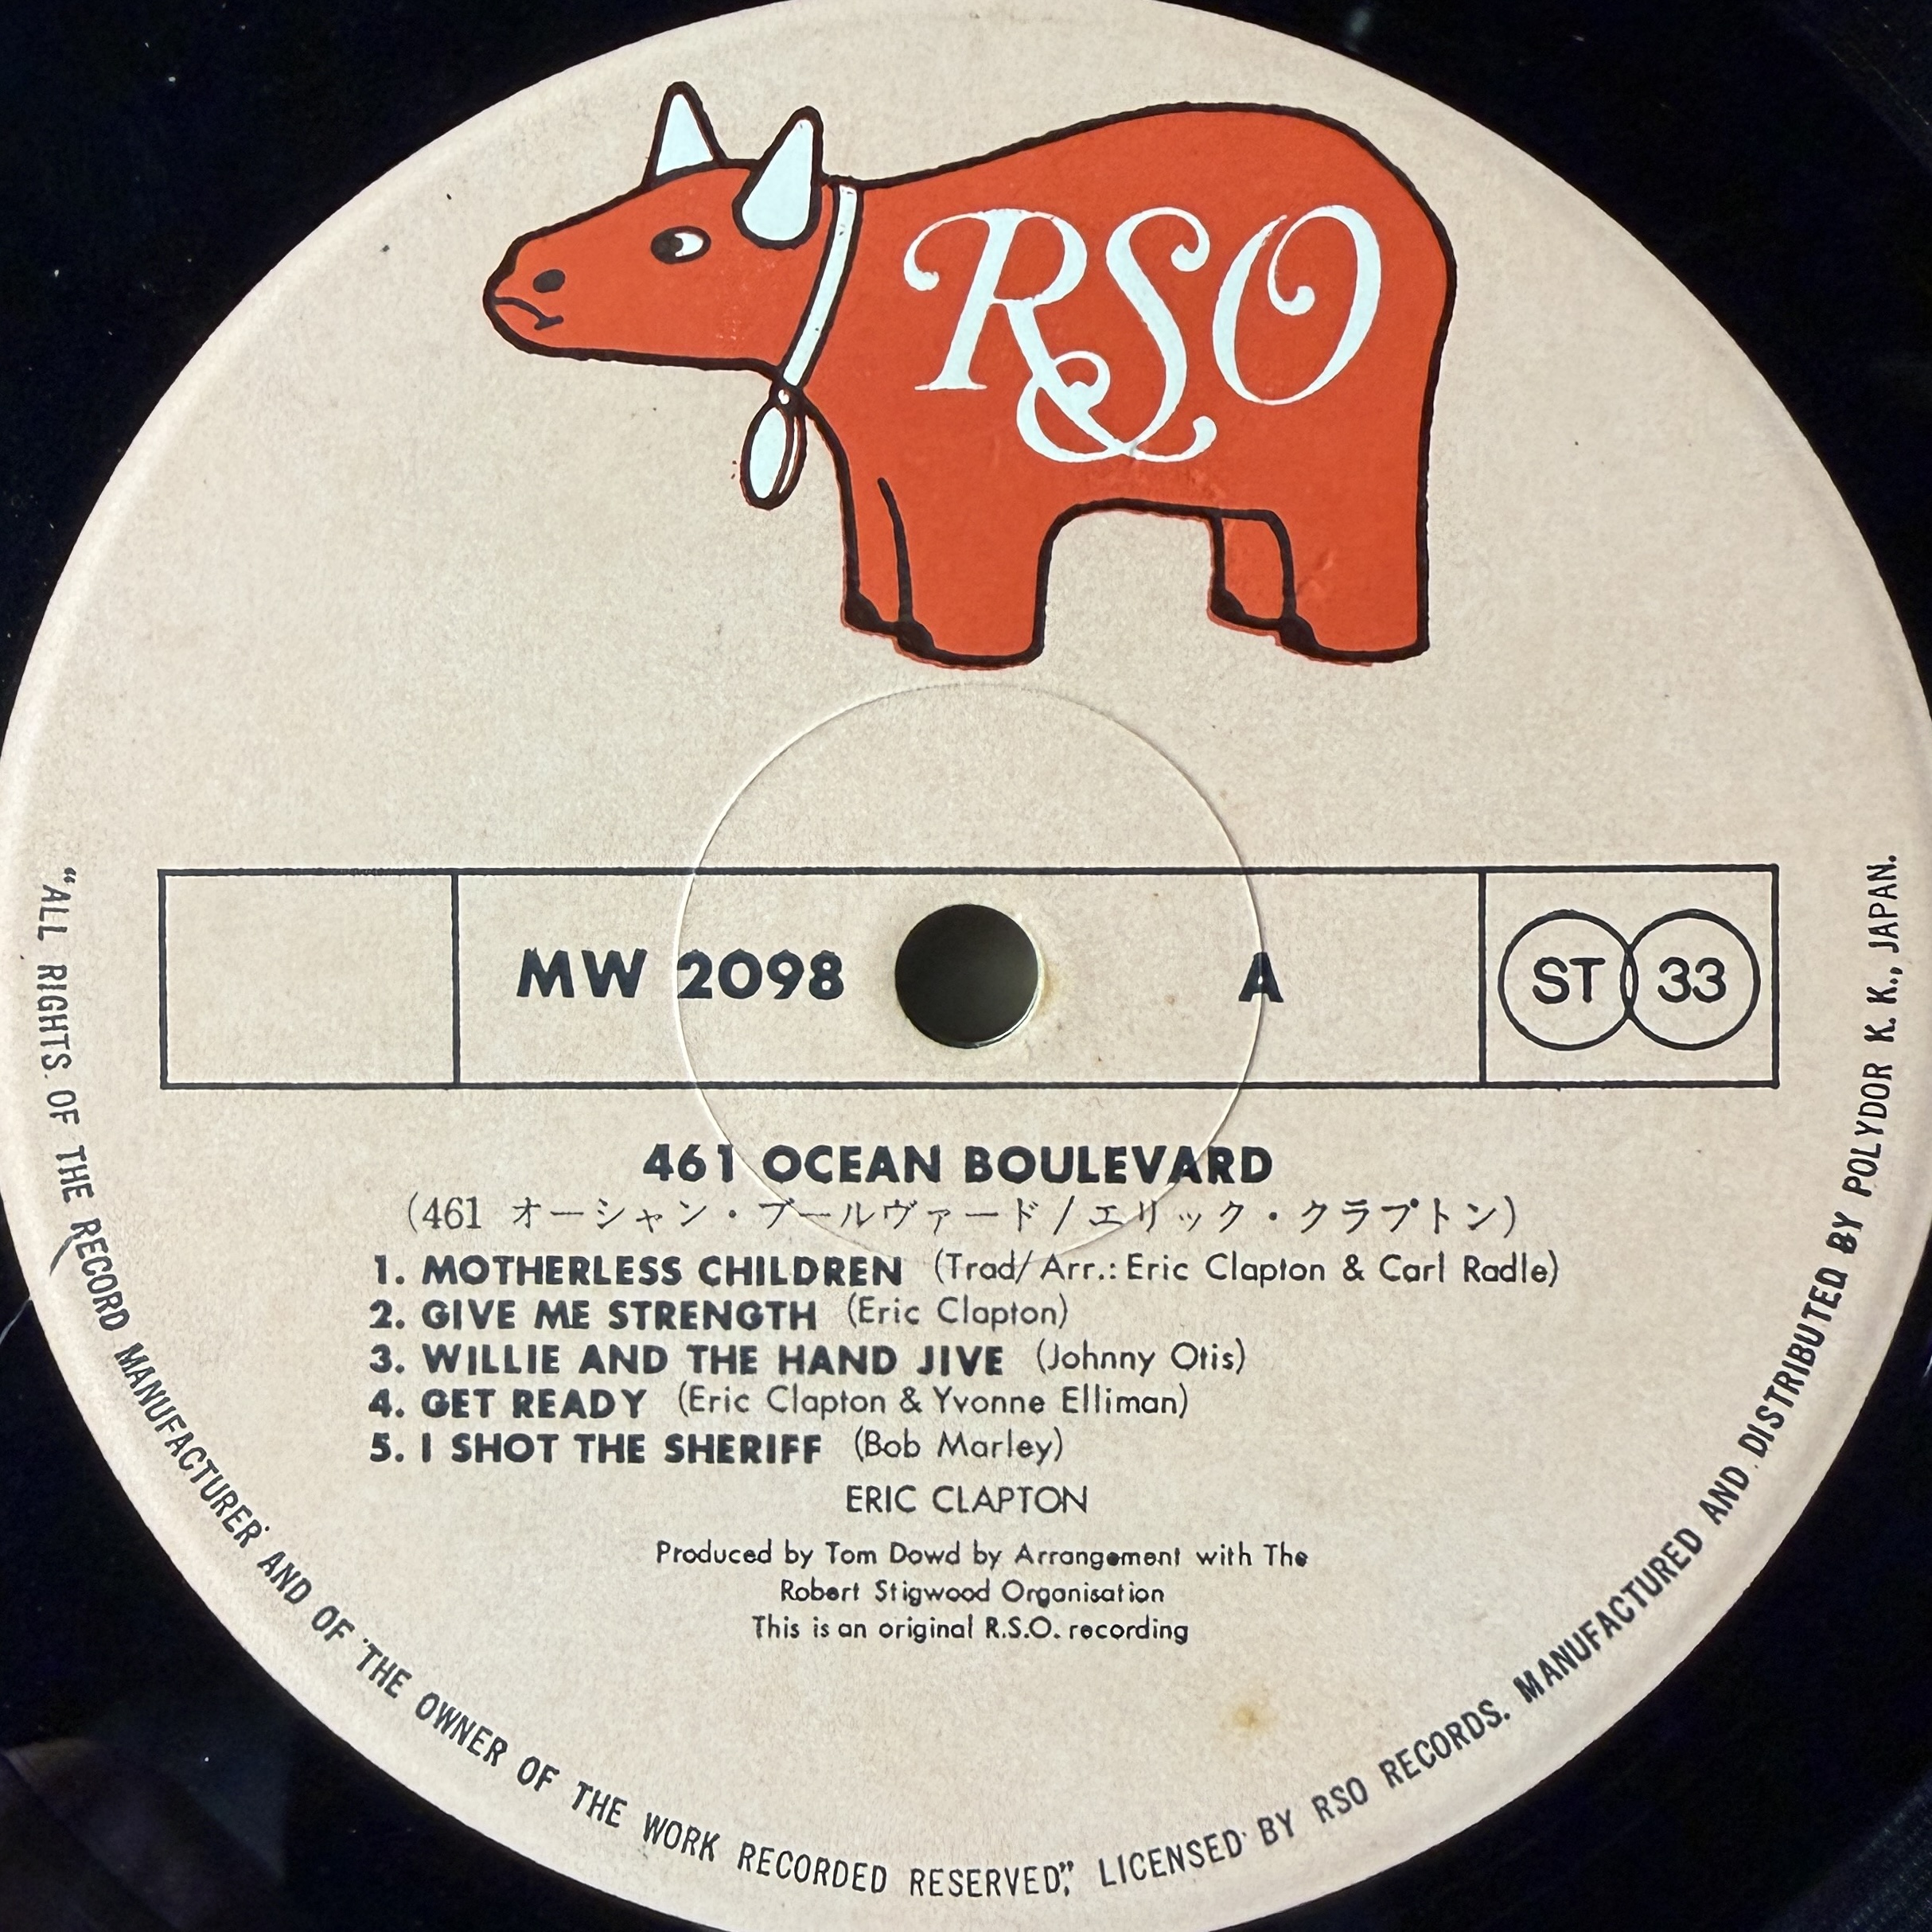 RSO
MW 2098 A ST 33
461 OCEAN BOULEVARD
(461 オーシャン・ブールヴァード/エリック・クラプトン)
1. MOTHERLESS CHILDREN (Trad/Arr.: Eric Clapton & Carl Radle)
2. GIVE ME STRENGTH (Eric Clapton)
3. WILLIE AND THE HAND JIVE (Johnny Otis)
4. GET READY (Eric Clapton & Yvonne Elliman)
5. I SHOT THE SHERIFF (Bob Marley)
ERIC CLAPTON
Produced by Tom Dowd by Arrangement with The
Robert Stigwood Organisation
This is an original R.S.O. recording
“ALL RIGHTS OF THE RECORD MANUFACTURER AND OF THE OWNER OF THE WORK RECORDED RESERVED,” LICENSED BY RSO RECORDS. MANUFACTURED AND DISTRIBUTED BY POLYDOR K. K., JAPAN.